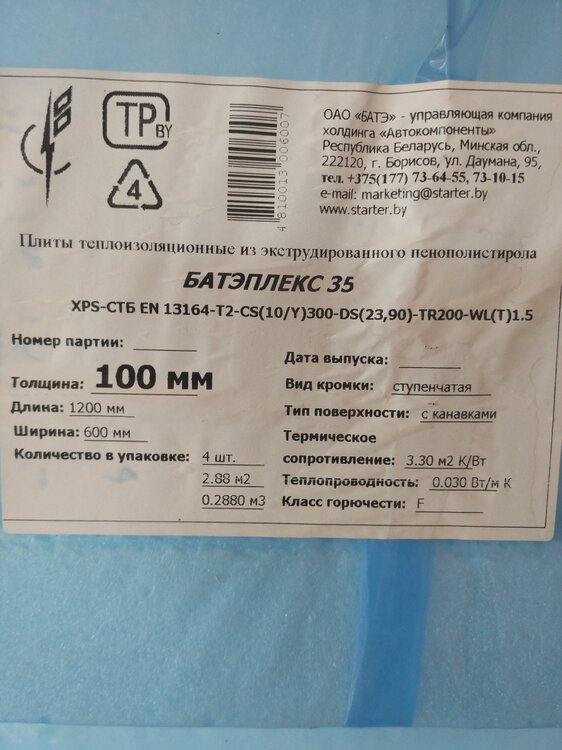 ТР BY
4
4 810013 006007
ОАО «БАТЭ» - управляющая компания
холдинга «Автокомпоненты»
Республика Беларусь, Минская обл.,
222120, г. Борисов, ул. Даумана, 95,
тел. +375(177) 73-64-55, 73-10-15
e-mail: marketing@starter.by
www.starter.by
Плиты теплоизоляционные из экструдированного пенополистирола
БАТЭПЛЕКС 35
XPS-СТБ EN 13164-T2-CS(10/Y)300-DS(23,90)-TR200-WL(T)1.5
Номер партии:
Толщина: 100 мм
Длина: 1200 мм
Ширина: 600 мм
Количество в упаковке: 4 шт.
2.88 м2
0.2880 м3
Дата выпуска:
Вид кромки: ступенчатая
Тип поверхности: с канавками
Термическое
сопротивление: 3.30 м2 К/Вт
Теплопроводность: 0.030 Вт/м К
Класс горючести: F